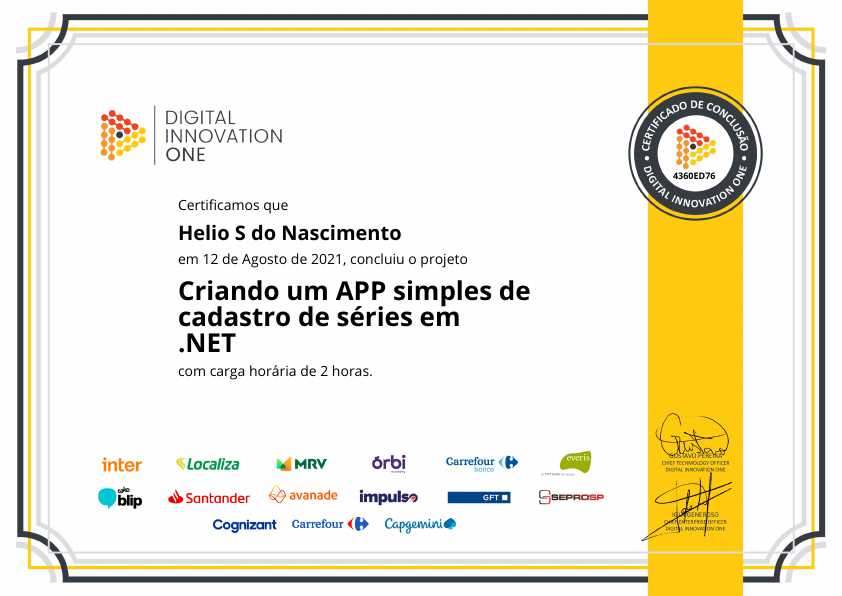 DIGITAL
INNOVATION
ONE
CERTIFICADO DE CONCLUSÃO
4360ED76
DIGITAL INNOVATION ONE
Certificamos que
Helio S do Nascimento
em 12 de Agosto de 2021, concluiu o projeto
Criando um APP simples de
cadastro de séries em
.NET
com carga horária de 2 horas.
inter
Localiza
MRV
órbi
Carrefour
banco
everis
blip
Santander
avanade
impulso
GFT
SEPROSP
Cognizant
Carrefour
Capgemini
GUSTAVO PEREIRA
CHIEF TECHNOLOGY OFFICER
DIGITAL INNOVATION ONE
GENEROSO
CHIEF ENTERPRISE OFFICER
DIGITAL INNOVATION ONE